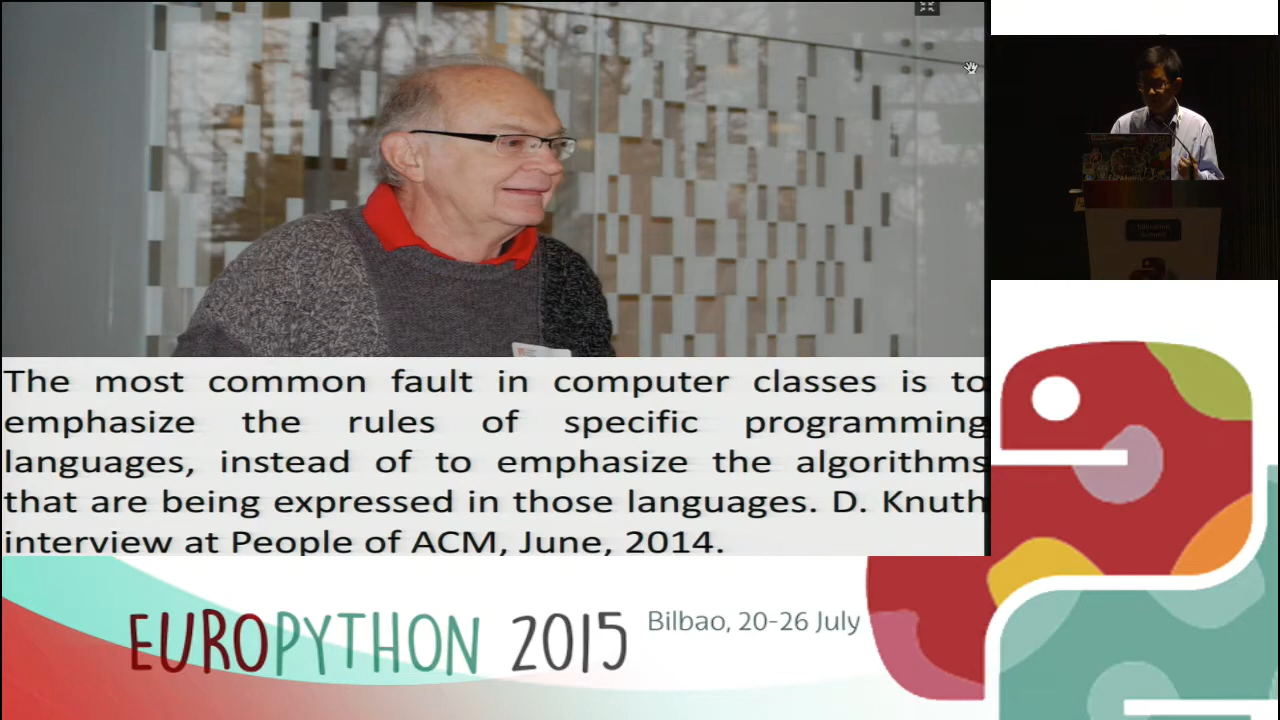 The most common fault in computer classes is to
emphasize the rules of specific programming
languages, instead of to emphasize the algorithms
that are being expressed in those languages. D. Knuth
interview at People of ACM, June, 2014.
Education
Summit
EUROPYTHON 2015
Bilbao, 20-26 July